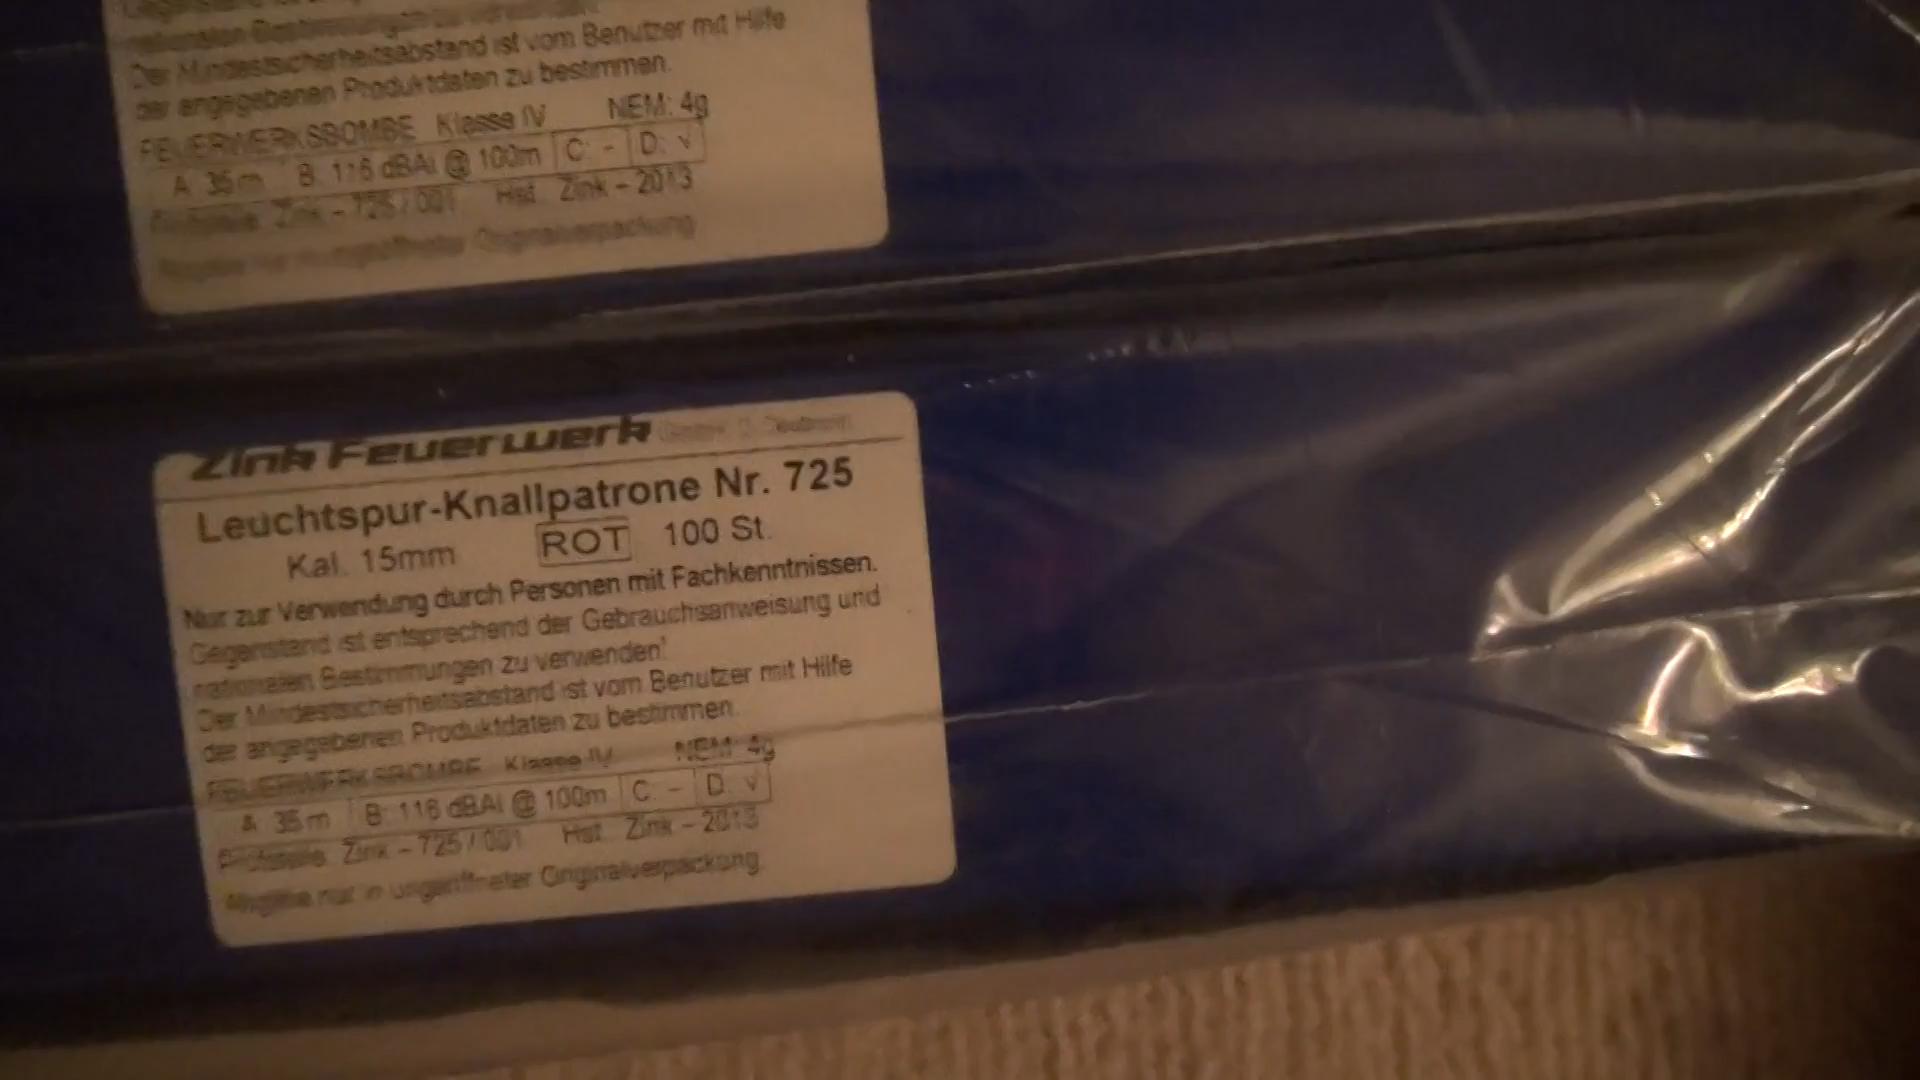 Der Mindestsicherheitsabstand ist vom Benutzer mit Hilfe
der angegebenen Produktdaten zu bestimmen.
FEUERWERKSBOMBE Klasse IV NEM: 4g
A: 35 m B: 116 dBAI @ 100m C: - D: √
Zink - 725 / 001 Hst. Zink - 2013
Originalverpackung
Zink Feuerwerk
Leuchtspur-Knallpatrone Nr. 725
Kal. 15mm ROT 100 St.
Nur zur Verwendung durch Personen mit Fachkenntnissen.
Gegenstand ist entsprechend der Gebrauchsanweisung und
nationalen Bestimmungen zu verwenden!
Der Mindestsicherheitsabstand ist vom Benutzer mit Hilfe
der angegebenen Produktdaten zu bestimmen.
FEUERWERKSBOMBE Klasse IV NEM: 4g
A: 35 m B: 116 dBAI @ 100m C: - D: √
Zink - 725 / 001 Hst. Zink - 2013
nur in ungeöffneter Originalverpackung